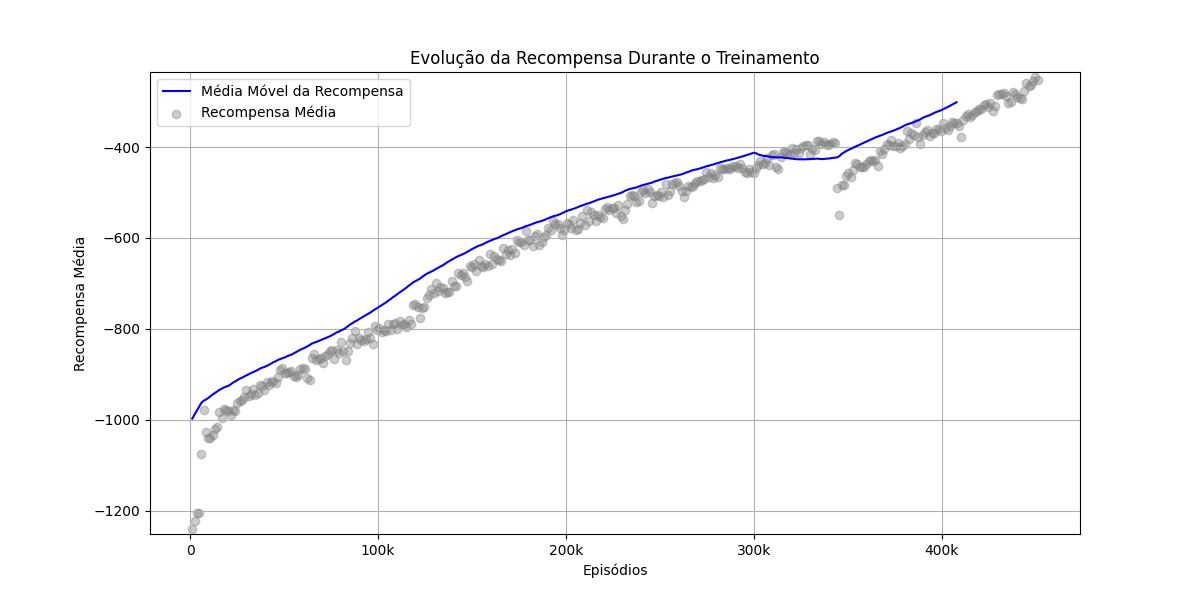 Evolução da Recompensa Durante o Treinamento
Média Móvel da Recompensa
Recompensa Média
−400
−600
−800
−1000
−1200
Recompensa Média
0
100k
200k
300k
400k
Episódios